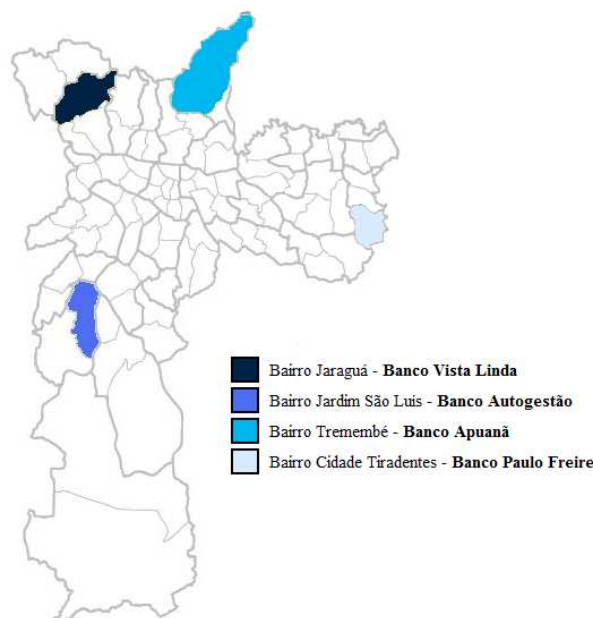 Bairro Jaraguá - Banco Vista Linda
Bairro Jardim São Luis - Banco Autogestão
Bairro Tremembé - Banco Apuanã
Bairro Cidade Tiradentes - Banco Paulo Freire